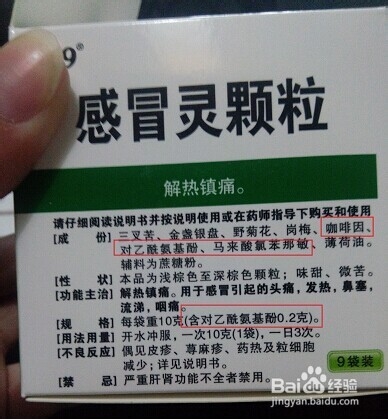 9®
感冒灵颗粒
解热镇痛。
请仔细阅读说明书并按说明使用或在药师指导下购买和使用
[成 份] 三叉苦、金盏银盘、野菊花、岗梅、咖啡因、
对乙酰氨基酚、马来酸氯苯那敏、薄荷油。
辅料为蔗糖粉。
[性 状] 本品为浅棕色至深棕色颗粒；味甜、微苦。
[功能主治] 解热镇痛。用于感冒引起的头痛，发热，鼻塞，
流涕，咽痛。
[规 格] 每袋重10克(含对乙酰氨基酚0.2克)。
[用法用量] 开水冲服，一次10克(1袋)，一日3次。
[不良反应] 偶见皮疹、荨麻疹、药热及粒细胞
减少；详见说明书。
[禁 忌] 严重肝肾功能不全者禁用。
9袋装
Baidu 经验
jingyan.baidu.com